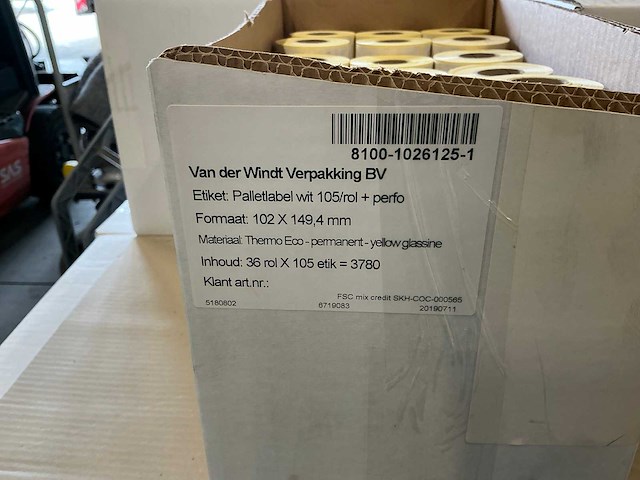 8100-1026125-1
Van der Windt Verpakking BV
Etiket: Palletlabel wit 105/rol + perfo
Formaat: 102 X 149,4 mm
Materiaal: Thermo Eco - permanent - yellow glassine
Inhoud: 36 rol X 105 etik = 3780
Klant art.nr.:
FSC mix credit SKH-COC-000565
5180802 6719083 20190711
SAS